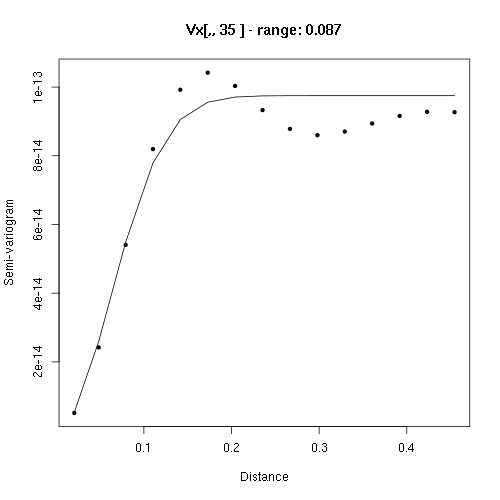 Vx[,, 35 ] - range: 0.087
Semi-variogram
1e-13
8e-14
6e-14
4e-14
2e-14
0.1 0.2 0.3 0.4
Distance